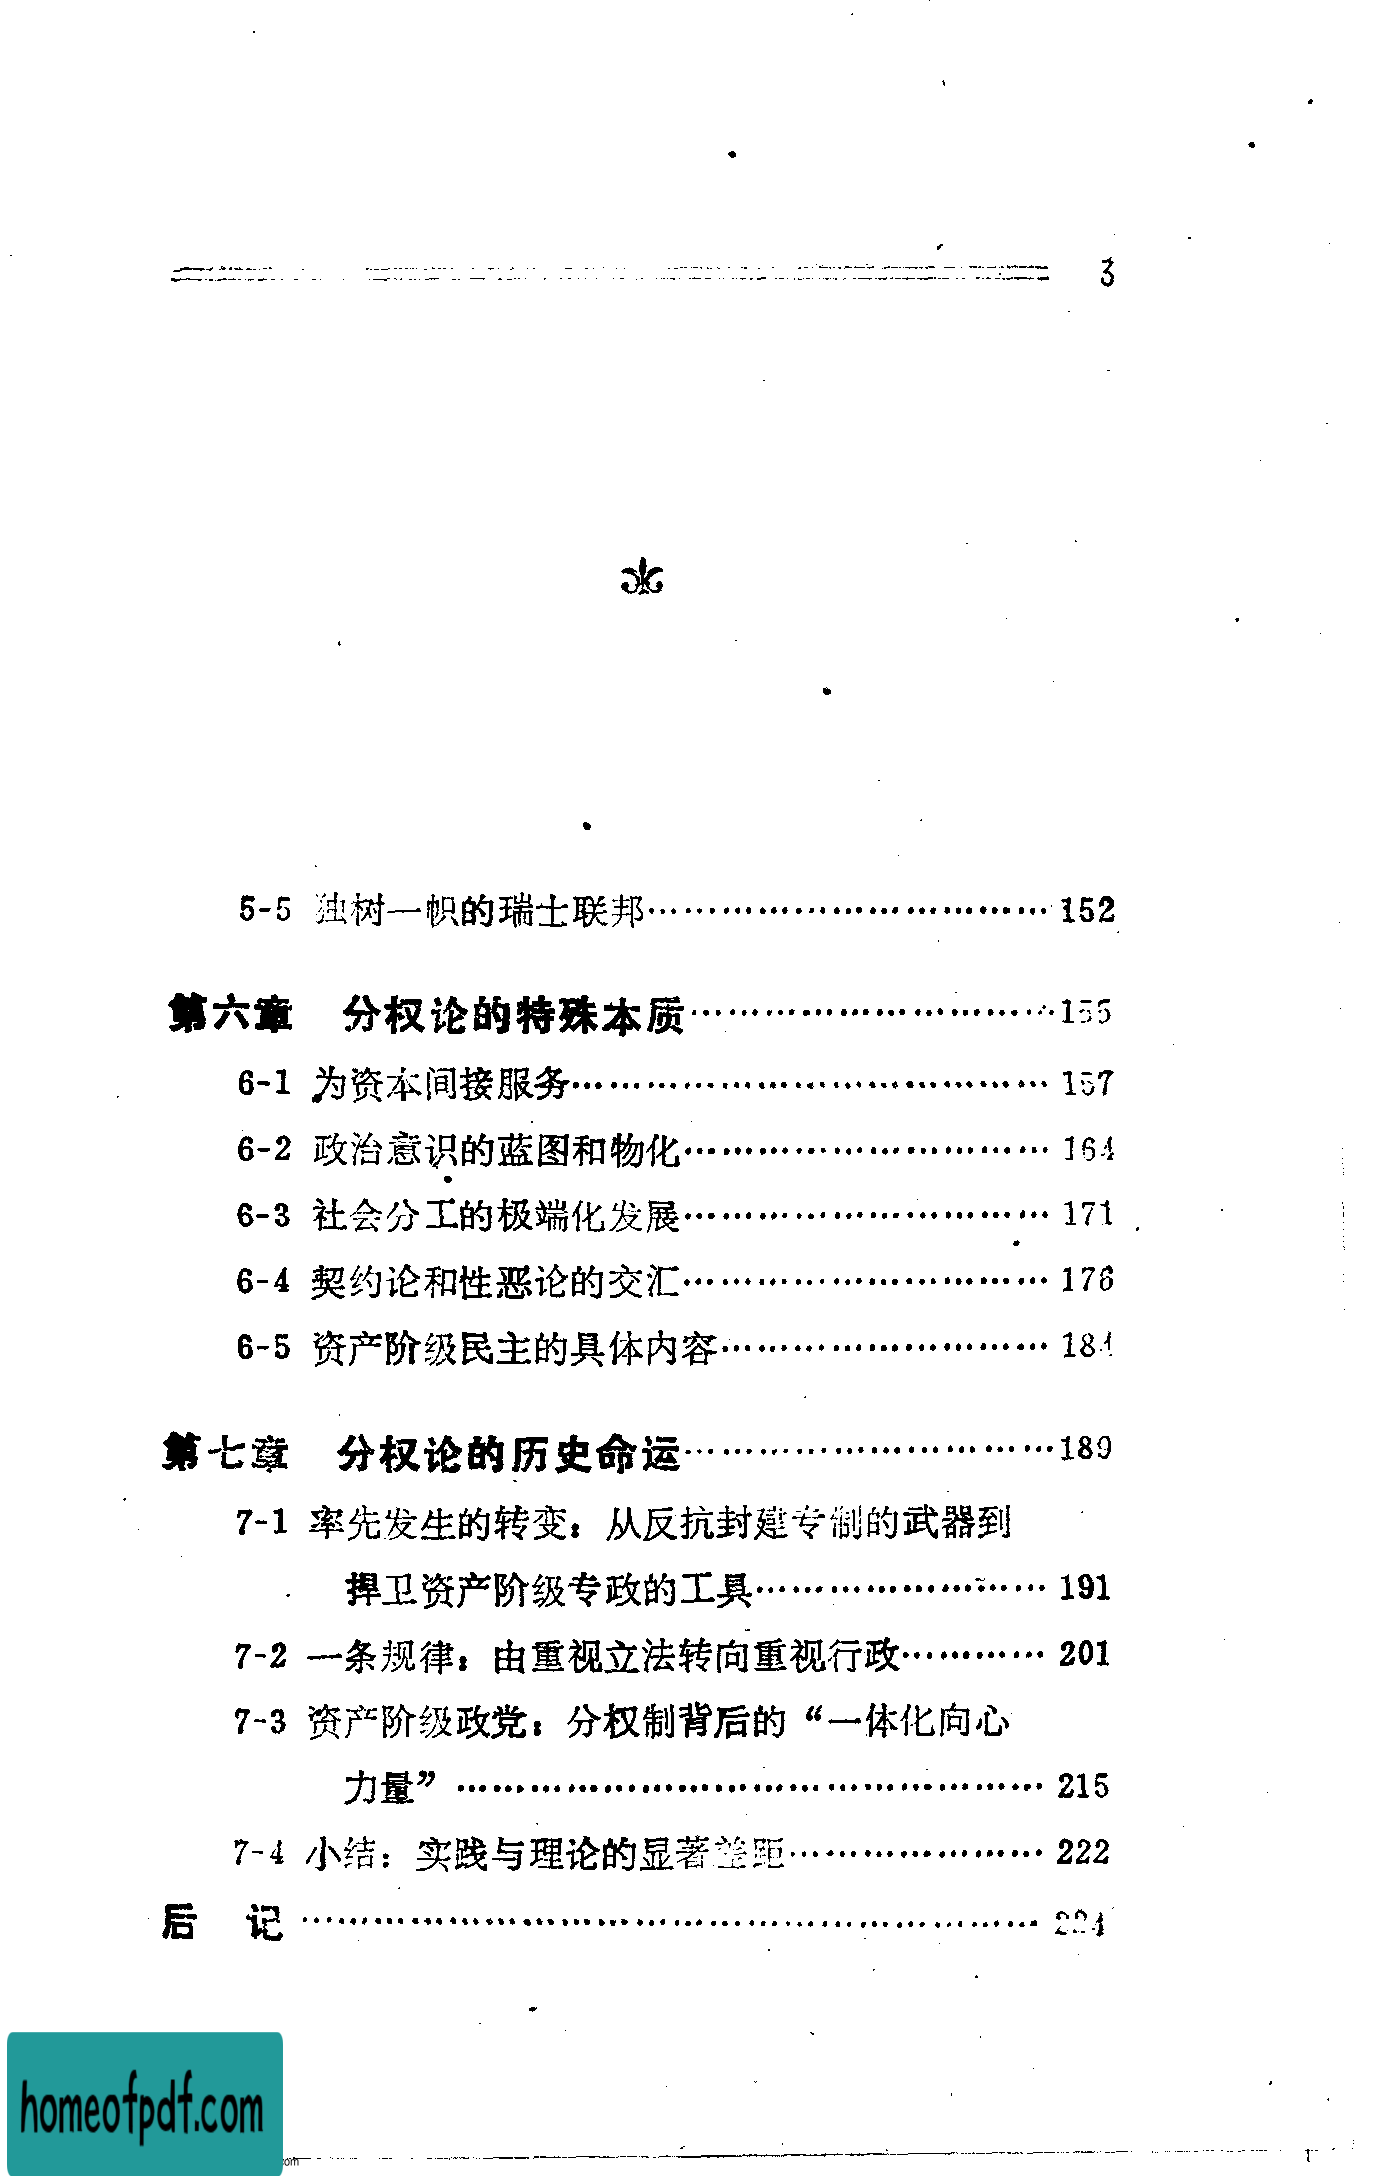 3
5-5 独树一帜的瑞士联邦…………………………152
第六章 分权论的特殊本质…………………………155
6-1 为资本间接服务…………………………157
6-2 政治意识的蓝图和物化…………………………164
6-3 社会分工的极端化发展…………………………171
6-4 契约论和性恶论的交汇…………………………176
6-5 资产阶级民主的具体内容…………………………184
第七章 分权论的历史命运…………………………189
7-1 率先发生的转变：从反抗封建专制的武器到
捍卫资产阶级专政的工具…………………………191
7-2 一条规律：由重视立法转向重视行政…………201
7-3 资产阶级政党：分权制背后的“一体化向心
力量”…………………………215
7-4 小结：实践与理论的显著差距…………………222
后 记…………………………224
homeofpdf.com